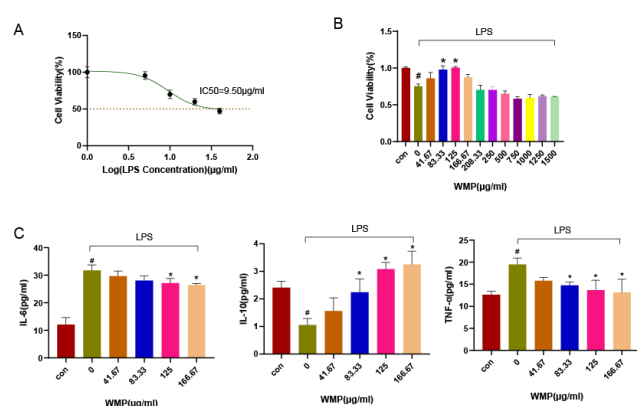 A
Cell Viability(%)
150
100
50
0
IC50=9.50μg/ml
0.0 0.5 1.0 1.5 2.0
Log(LPS Concentration)(μg/ml)
B
LPS
Cell Viability(%)
1.5
1.0
0.5
0.0
# * *
con 0 41.67 83.33 125 166.67 208.33 250 500 750 1000 1250 1500
WMP(μg/ml)
C
LPS
IL-6(pg/ml)
40
30
20
10
0
# * *
con 0 41.67 83.33 125 166.67
WMP(μg/ml)
LPS
IL-10(pg/ml)
4
3
2
1
0
# * * *
con 0 41.67 83.33 125 166.67
WMP(μg/ml)
LPS
TNF-α(pg/ml)
25
20
15
10
5
0
# * * *
con 0 41.67 83.33 125 166.67
WMP(μg/ml)